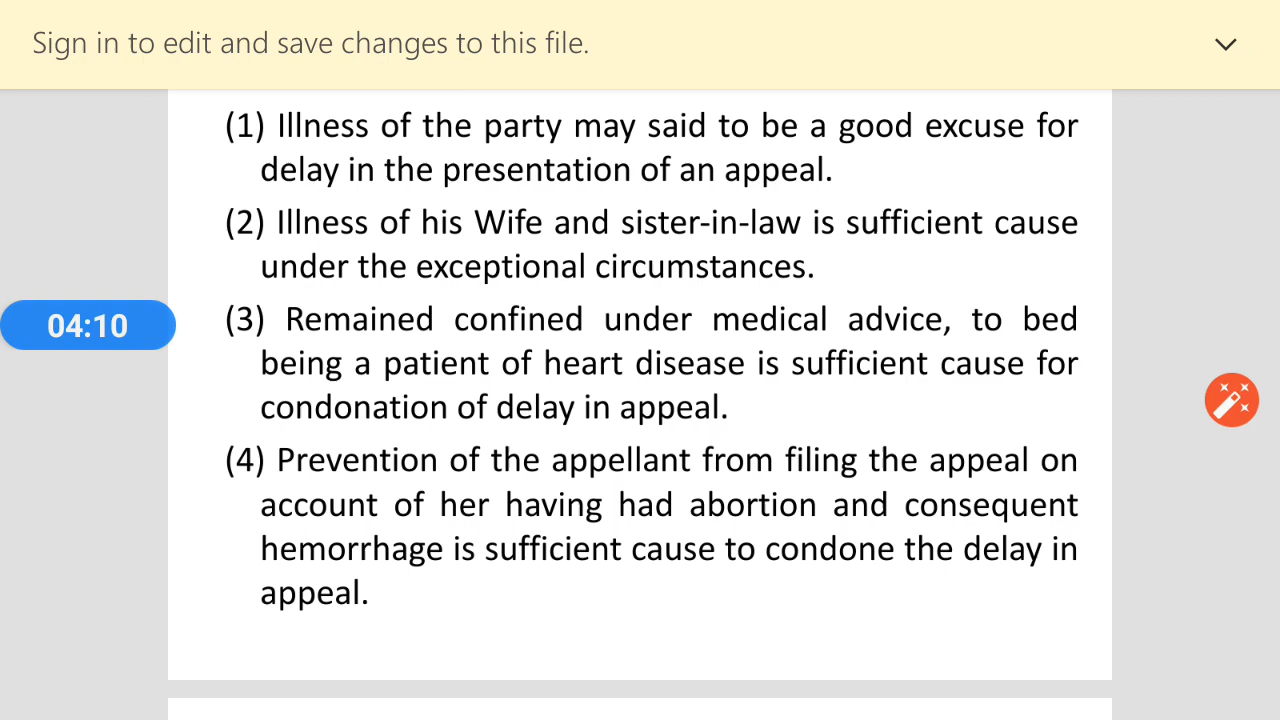 Sign in to edit and save changes to this file.
(1) Illness of the party may said to be a good excuse for
delay in the presentation of an appeal.
(2) Illness of his Wife and sister-in-law is sufficient cause
under the exceptional circumstances.
04:10
(3) Remained confined under medical advice, to bed
being a patient of heart disease is sufficient cause for
condonation of delay in appeal.
(4) Prevention of the appellant from filing the appeal on
account of her having had abortion and consequent
hemorrhage is sufficient cause to condone the delay in
appeal.